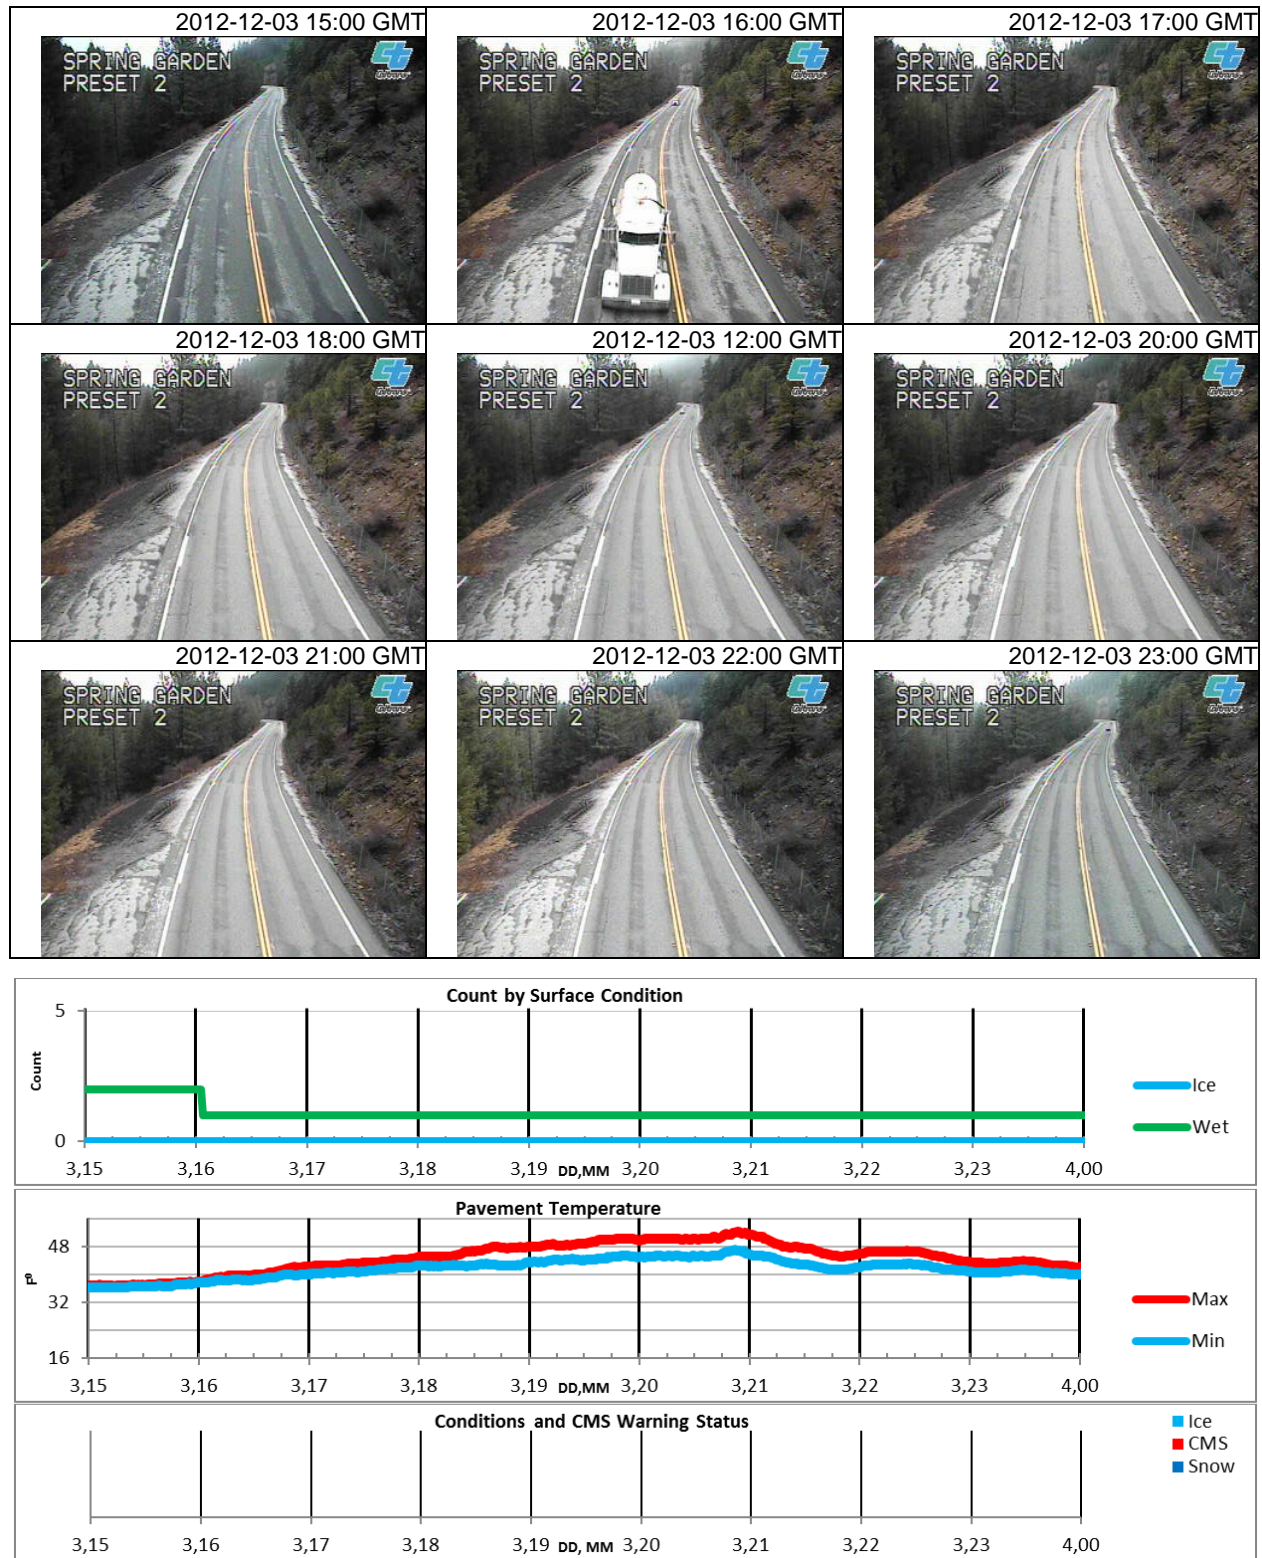 2012-12-03 15:00 GMT
SPRING GARDEN
PRESET 2
2012-12-03 16:00 GMT
SPRING GARDEN
PRESET 2
2012-12-03 17:00 GMT
SPRING GARDEN
PRESET 2
2012-12-03 18:00 GMT
SPRING GARDEN
PRESET 2
2012-12-03 12:00 GMT
SPRING GARDEN
PRESET 2
2012-12-03 20:00 GMT
SPRING GARDEN
PRESET 2
2012-12-03 21:00 GMT
SPRING GARDEN
PRESET 2
2012-12-03 22:00 GMT
SPRING GARDEN
PRESET 2
2012-12-03 23:00 GMT
SPRING GARDEN
PRESET 2
Count by Surface Condition
5
Count
0
Ice
Wet
3,15 3,16 3,17 3,18 3,19 DD,MM 3,20 3,21 3,22 3,23 4,00
Pavement Temperature
48
F⁰
32
16
Max
Min
3,15 3,16 3,17 3,18 3,19 DD,MM 3,20 3,21 3,22 3,23 4,00
Conditions and CMS Warning Status
Ice
CMS
Snow
3,15 3,16 3,17 3,18 3,19 DD, MM 3,20 3,21 3,22 3,23 4,00